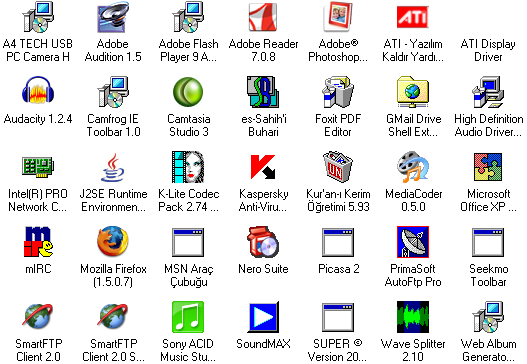 A4 TECH USB PC Camera H
Adobe Audition 1.5
Adobe Flash Player 9 A...
Adobe Reader 7.0.8
Adobe® Photoshop...
ATI - Yazılım Kaldır Yardı...
ATI Display Driver
Audacity 1.2.4
Camfrog IE Toolbar 1.0
Camtasia Studio 3
es-Sahih'i Buhari
Foxit PDF Editor
GMail Drive Shell Ext...
High Definition Audio Driver...
Intel(R) PRO Network C...
J2SE Runtime Environmen...
K-Lite Codec Pack 2.74 ...
Kaspersky Anti-Viru...
Kur'an-ı Kerim Öğretimi 5.93
MediaCoder 0.5.0
Microsoft Office XP ...
mIRC
Mozilla Firefox (1.5.0.7)
MSN Araç Çubuğu
Nero Suite
Picasa 2
PrimaSoft AutoFtp Pro
Seekmo Toolbar
SmartFTP Client 2.0
SmartFTP Client 2.0 S...
Sony ACID Music Stu...
SoundMAX
SUPER © Version 20...
Wave Splitter 2.10
Web Album Generato...